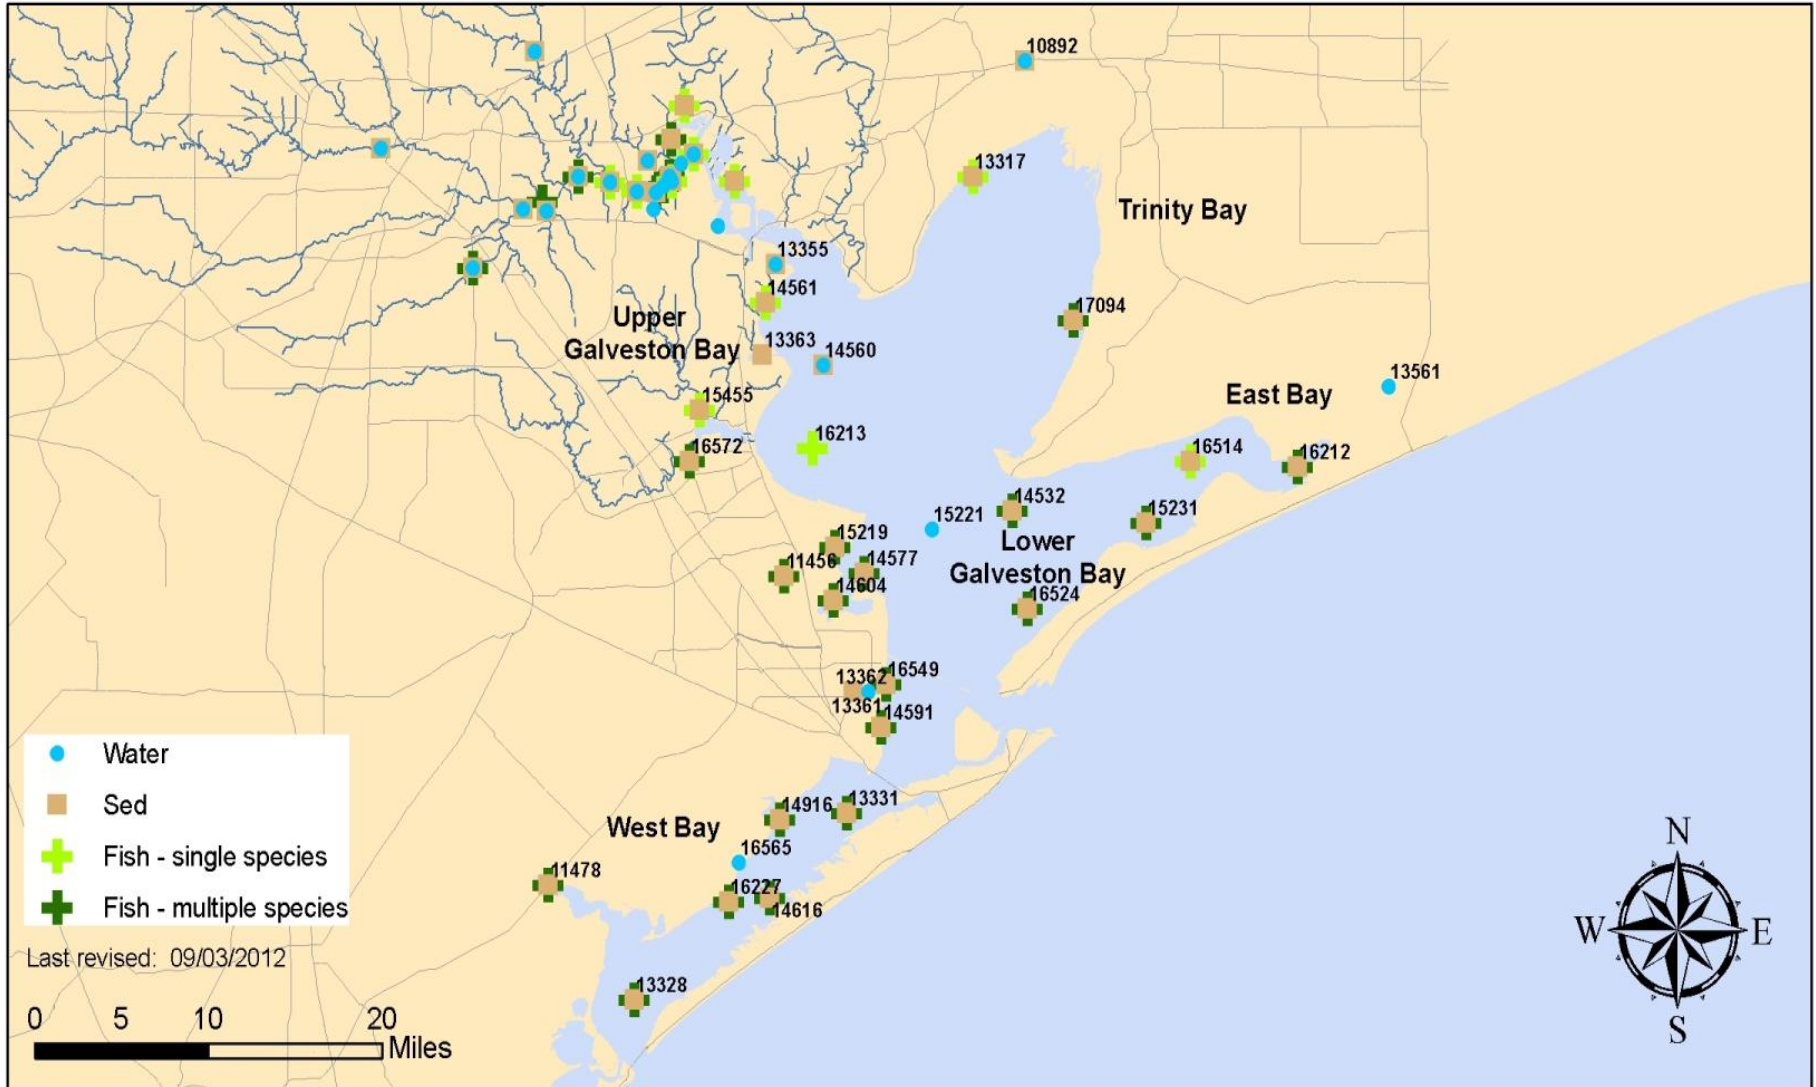 10892
13317
Trinity Bay
13355
14561
17094
Upper
Galveston Bay
13363
14560
13561
East Bay
15455
16213
16572
16514
16212
14532
15231
15221
Lower
Galveston Bay
15219
11456
14577
14604
16524
16549
13362
13361
14591
Water
Sed
Fish - single species
Fish - multiple species
Last revised: 09/03/2012
0 5 10 20
Miles
14916
13331
West Bay
16565
11478
16227
14616
13328
N
W E
S